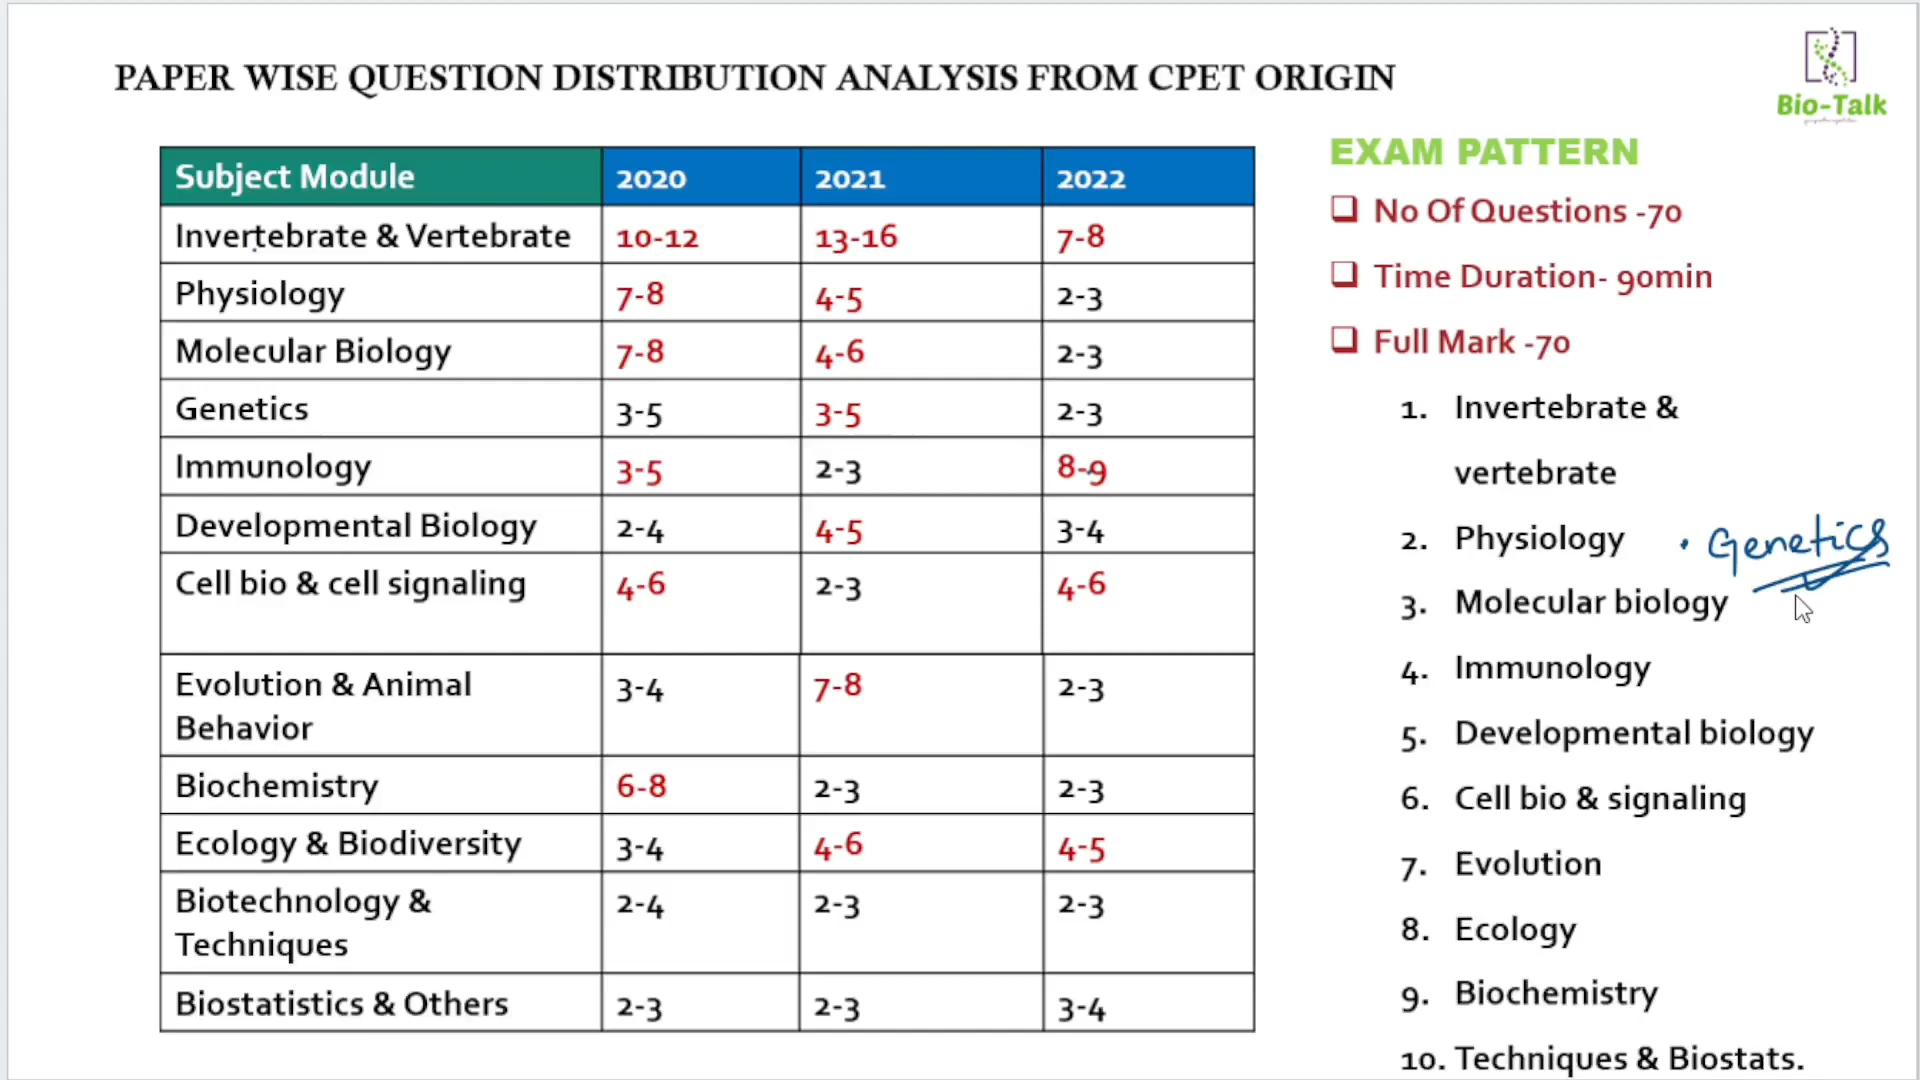 PAPER WISE QUESTION DISTRIBUTION ANALYSIS FROM CPET ORIGIN
Bio-Talk
Subject Module 2020 2021 2022
Invertebrate & Vertebrate 10-12 13-16 7-8
Physiology 7-8 4-5 2-3
Molecular Biology 7-8 4-6 2-3
Genetics 3-5 3-5 2-3
Immunology 3-5 2-3 8-9
Developmental Biology 2-4 4-5 3-4
Cell bio & cell signaling 4-6 2-3 4-6
Evolution & Animal 3-4 7-8 2-3
Behavior
Biochemistry 6-8 2-3 2-3
Ecology & Biodiversity 3-4 4-6 4-5
Biotechnology & 2-4 2-3 2-3
Techniques
Biostatistics & Others 2-3 2-3 3-4
EXAM PATTERN
No Of Questions -70
Time Duration- 90min
Full Mark -70
1. Invertebrate &
vertebrate
2. Physiology
• Genetics
3. Molecular biology
4. Immunology
5. Developmental biology
6. Cell bio & signaling
7. Evolution
8. Ecology
9. Biochemistry
10. Techniques & Biostats.